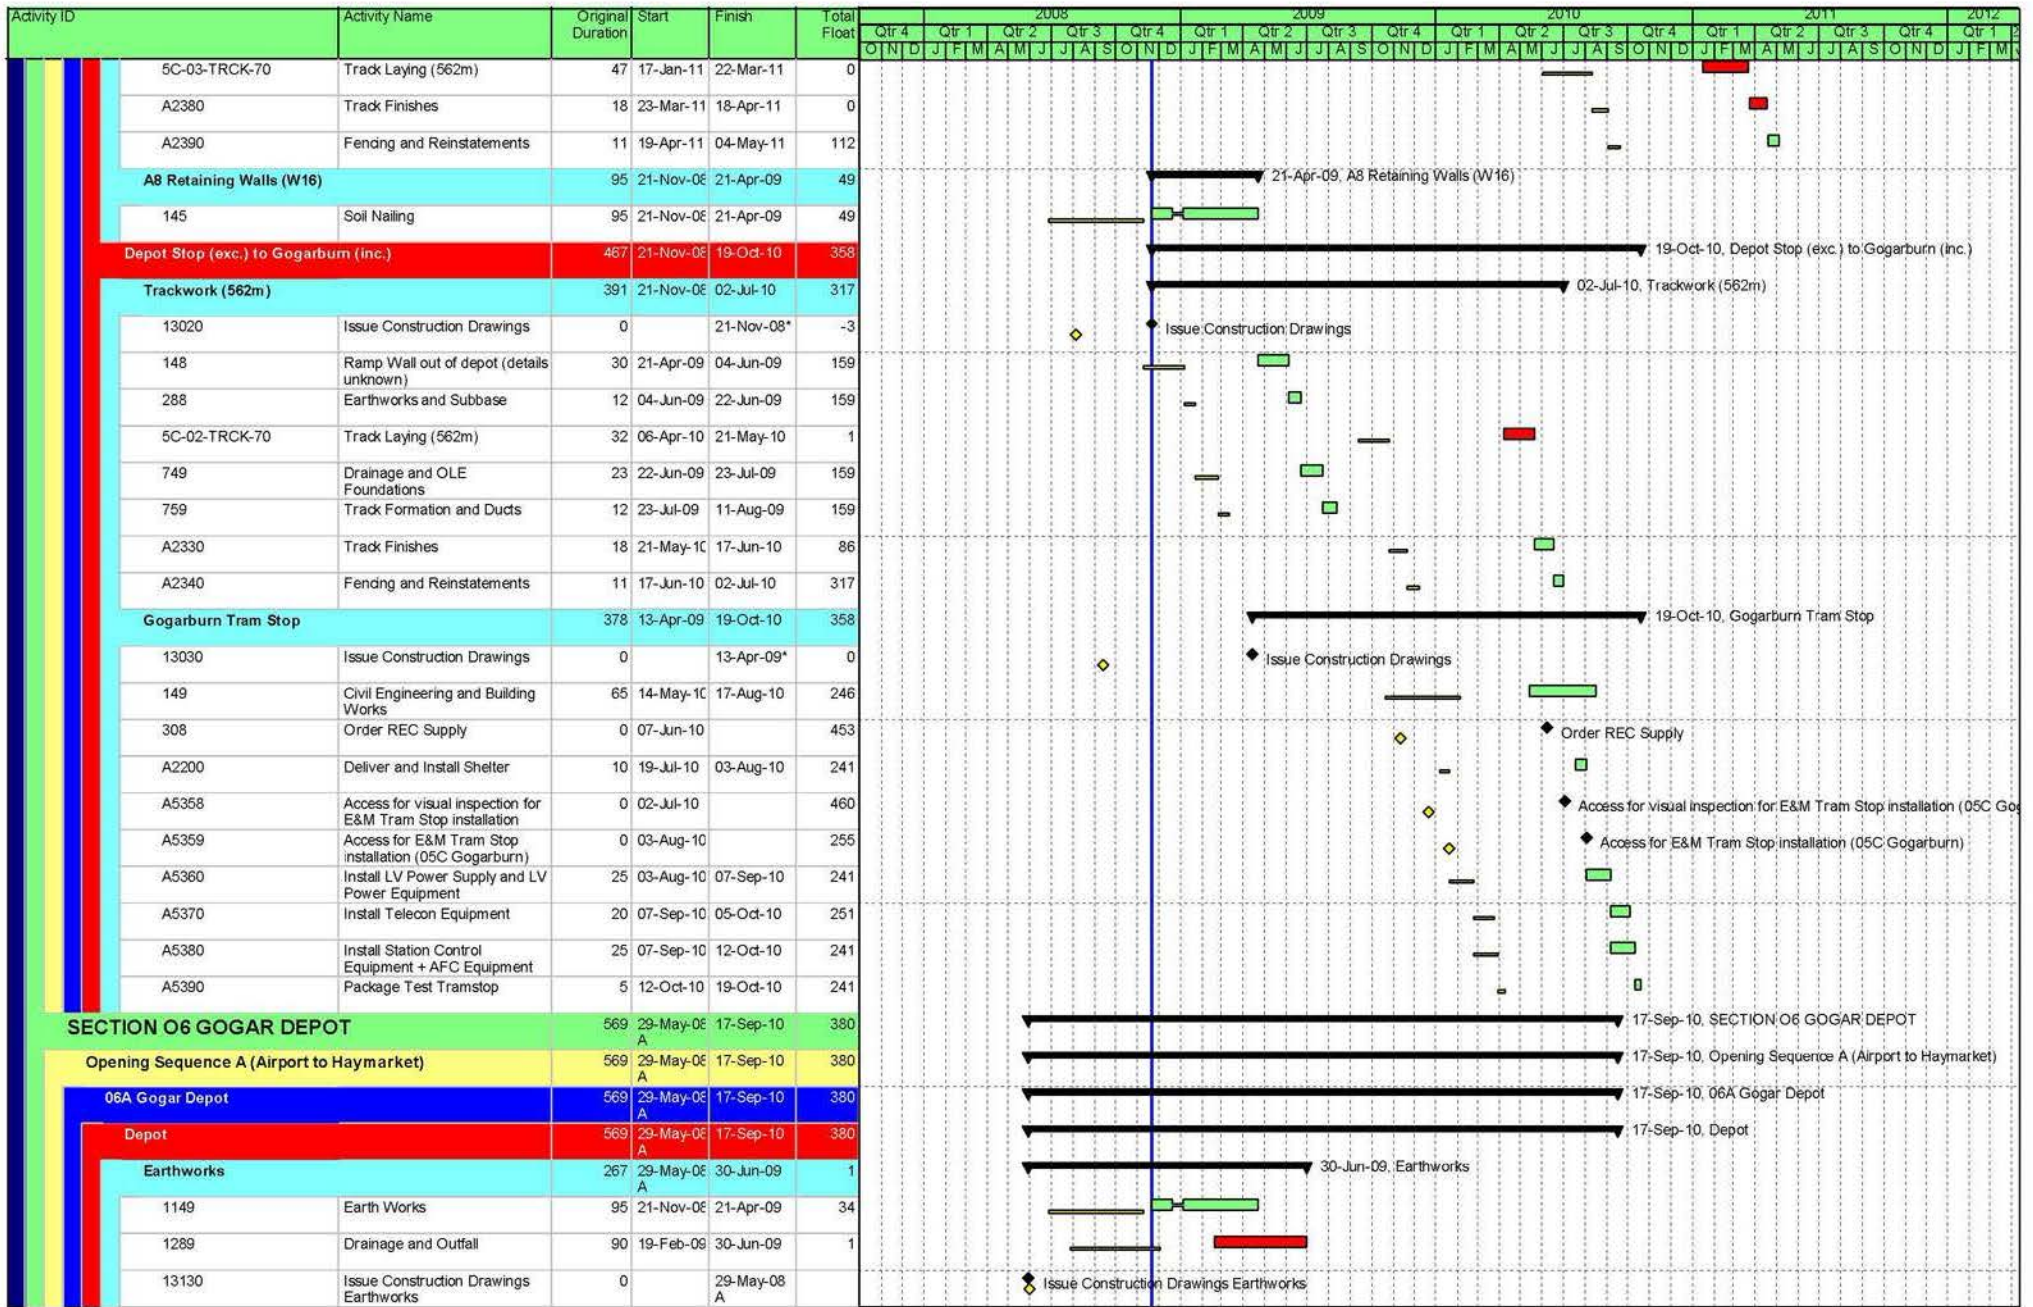 Activity ID Activity Name Original Duration Start Finish Total Float
2008 2009 2010 2011 2012
Qtr 4 Qtr 1 Qtr 2 Qtr 3 Qtr 4 Qtr 1 Qtr 2 Qtr 3 Qtr 4 Qtr 1 Qtr 2 Qtr 3 Qtr 4 Qtr 1 Qtr 2 Qtr 3 Qtr 4 Qtr 1 2
O N D J F M A M J J A S O N D J F M A M J J A S O N D J F M A M J J A S O N D J F M A M J J A S O N D J F M
5C-03-TRCK-70 Track Laying (562m) 47 17-Jan-11 22-Mar-11 0
A2380 Track Finishes 18 23-Mar-11 18-Apr-11 0
A2390 Fencing and Reinstatements 11 19-Apr-11 04-May-11 112
A8 Retaining Walls (W16) 95 21-Nov-08 21-Apr-09 49 21-Apr-09, A8 Retaining Walls (W16)
145 Soil Nailing 95 21-Nov-08 21-Apr-09 49
Depot Stop (exc.) to Gogarburn (inc.) 467 21-Nov-08 19-Oct-10 358 19-Oct-10, Depot Stop (exc.) to Gogarburn (inc.)
Trackwork (562m) 391 21-Nov-08 02-Jul-10 317 02-Jul-10, Trackwork (562m)
13020 Issue Construction Drawings 0 21-Nov-08* -3 Issue Construction Drawings
148 Ramp Wall out of depot (details unknown) 30 21-Apr-09 04-Jun-09 159
288 Earthworks and Subbase 12 04-Jun-09 22-Jun-09 159
5C-02-TRCK-70 Track Laying (562m) 32 06-Apr-10 21-May-10 1
749 Drainage and OLE Foundations 23 22-Jun-09 23-Jul-09 159
759 Track Formation and Ducts 12 23-Jul-09 11-Aug-09 159
A2330 Track Finishes 18 21-May-10 17-Jun-10 86
A2340 Fencing and Reinstatements 11 17-Jun-10 02-Jul-10 317
Gogarburn Tram Stop 378 13-Apr-09 19-Oct-10 358 19-Oct-10, Gogarburn Tram Stop
13030 Issue Construction Drawings 0 13-Apr-09* 0 Issue Construction Drawings
149 Civil Engineering and Building Works 65 14-May-10 17-Aug-10 246
308 Order REC Supply 0 07-Jun-10 453 Order REC Supply
A2200 Deliver and Install Shelter 10 19-Jul-10 03-Aug-10 241
A5358 Access for visual inspection for E&M Tram Stop installation 0 02-Jul-10 460 Access for visual inspection for E&M Tram Stop installation (05C Gog
A5359 Access for E&M Tram Stop installation (05C Gogarburn) 0 03-Aug-10 255 Access for E&M Tram Stop installation (05C Gogarburn)
A5360 Install LV Power Supply and LV Power Equipment 25 03-Aug-10 07-Sep-10 241
A5370 Install Telecon Equipment 20 07-Sep-10 05-Oct-10 251
A5380 Install Station Control Equipment + AFC Equipment 25 07-Sep-10 12-Oct-10 241
A5390 Package Test Tramstop 5 12-Oct-10 19-Oct-10 241
SECTION O6 GOGAR DEPOT 569 29-May-08 A 17-Sep-10 380 17-Sep-10, SECTION O6 GOGAR DEPOT
Opening Sequence A (Airport to Haymarket) 569 29-May-08 A 17-Sep-10 380 17-Sep-10, Opening Sequence A (Airport to Haymarket)
06A Gogar Depot 569 29-May-08 A 17-Sep-10 380 17-Sep-10, 06A Gogar Depot
Depot 569 29-May-08 A 17-Sep-10 380 17-Sep-10, Depot
Earthworks 267 29-May-08 A 30-Jun-09 1 30-Jun-09, Earthworks
1149 Earth Works 95 21-Nov-08 21-Apr-09 34
1289 Drainage and Outfall 90 19-Feb-09 30-Jun-09 1
13130 Issue Construction Drawings Earthworks 0 29-May-08 A Issue Construction Drawings Earthworks